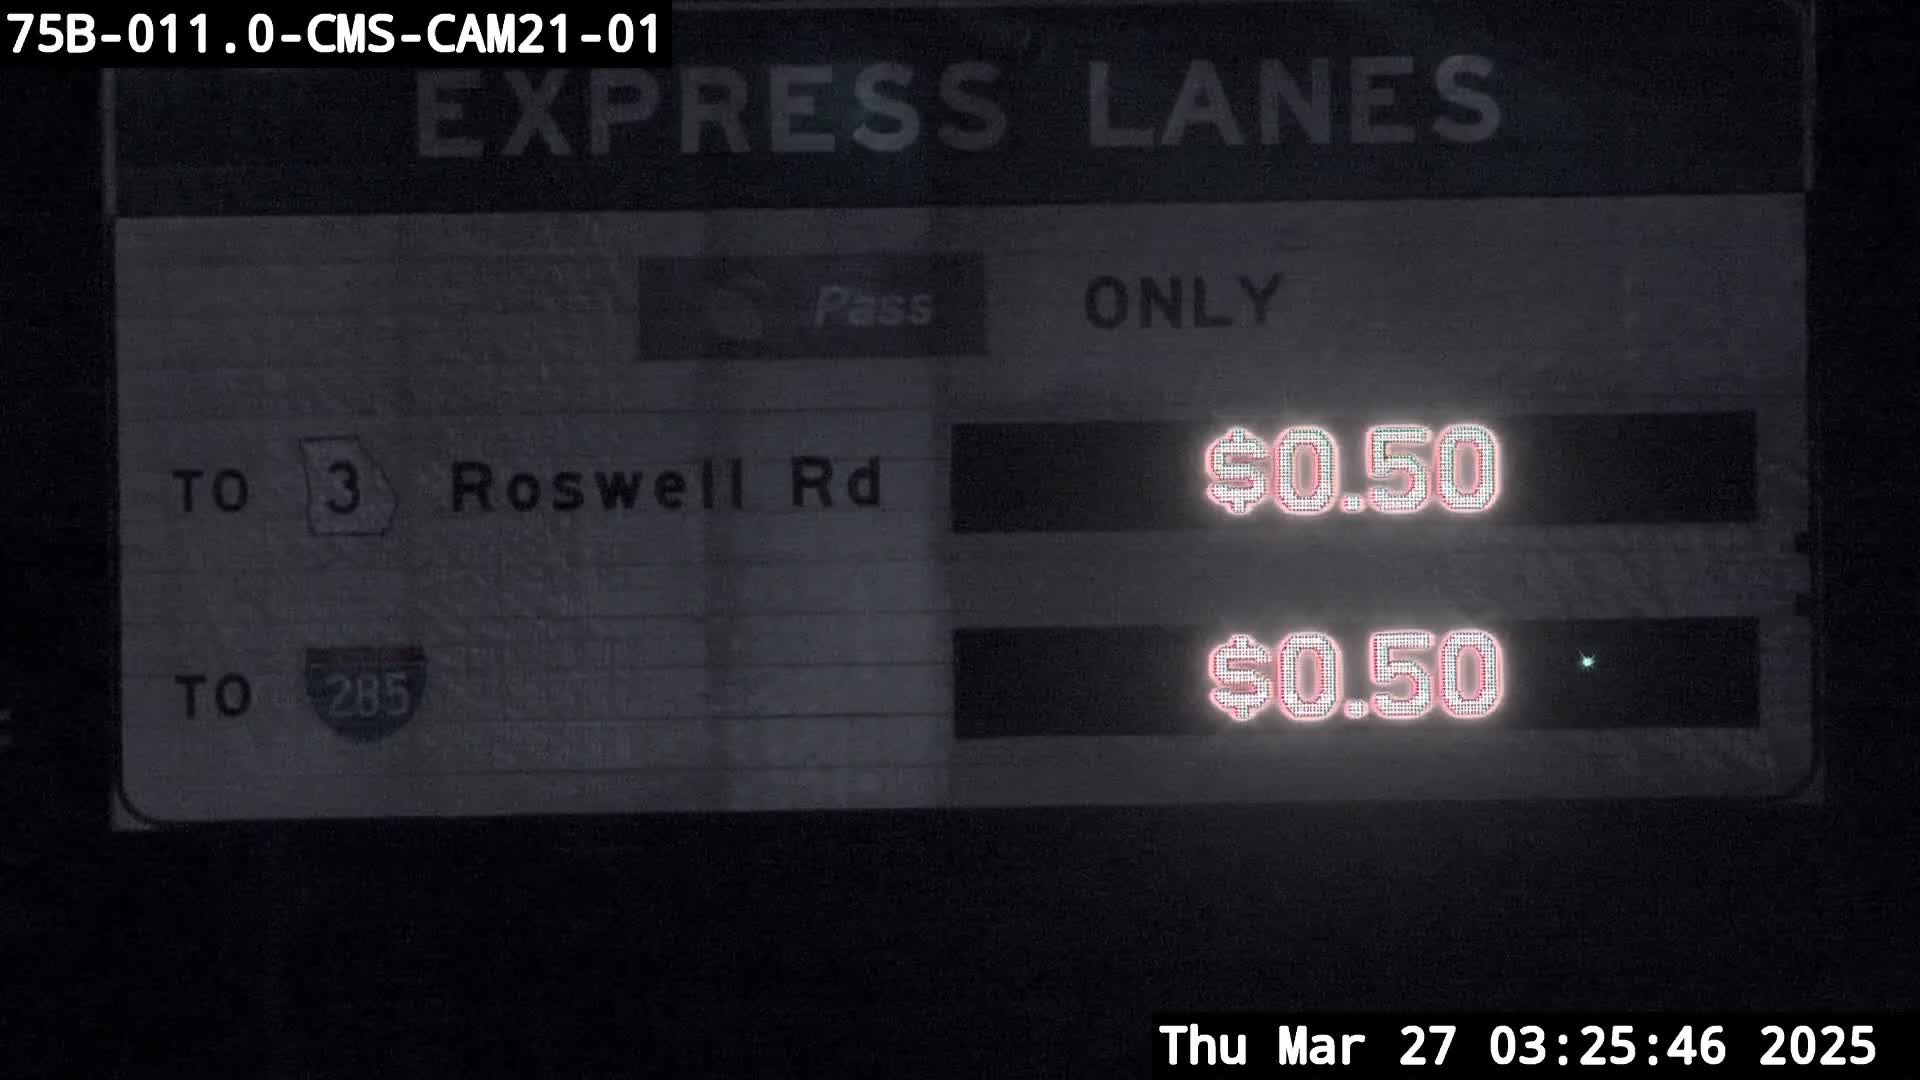 75B-011.0-CMS-CAM21-01
EXPRESS LANES
Pass ONLY
TO 3 Roswell Rd $0.50
TO 285 $0.50
Thu Mar 27 03:25:46 2025